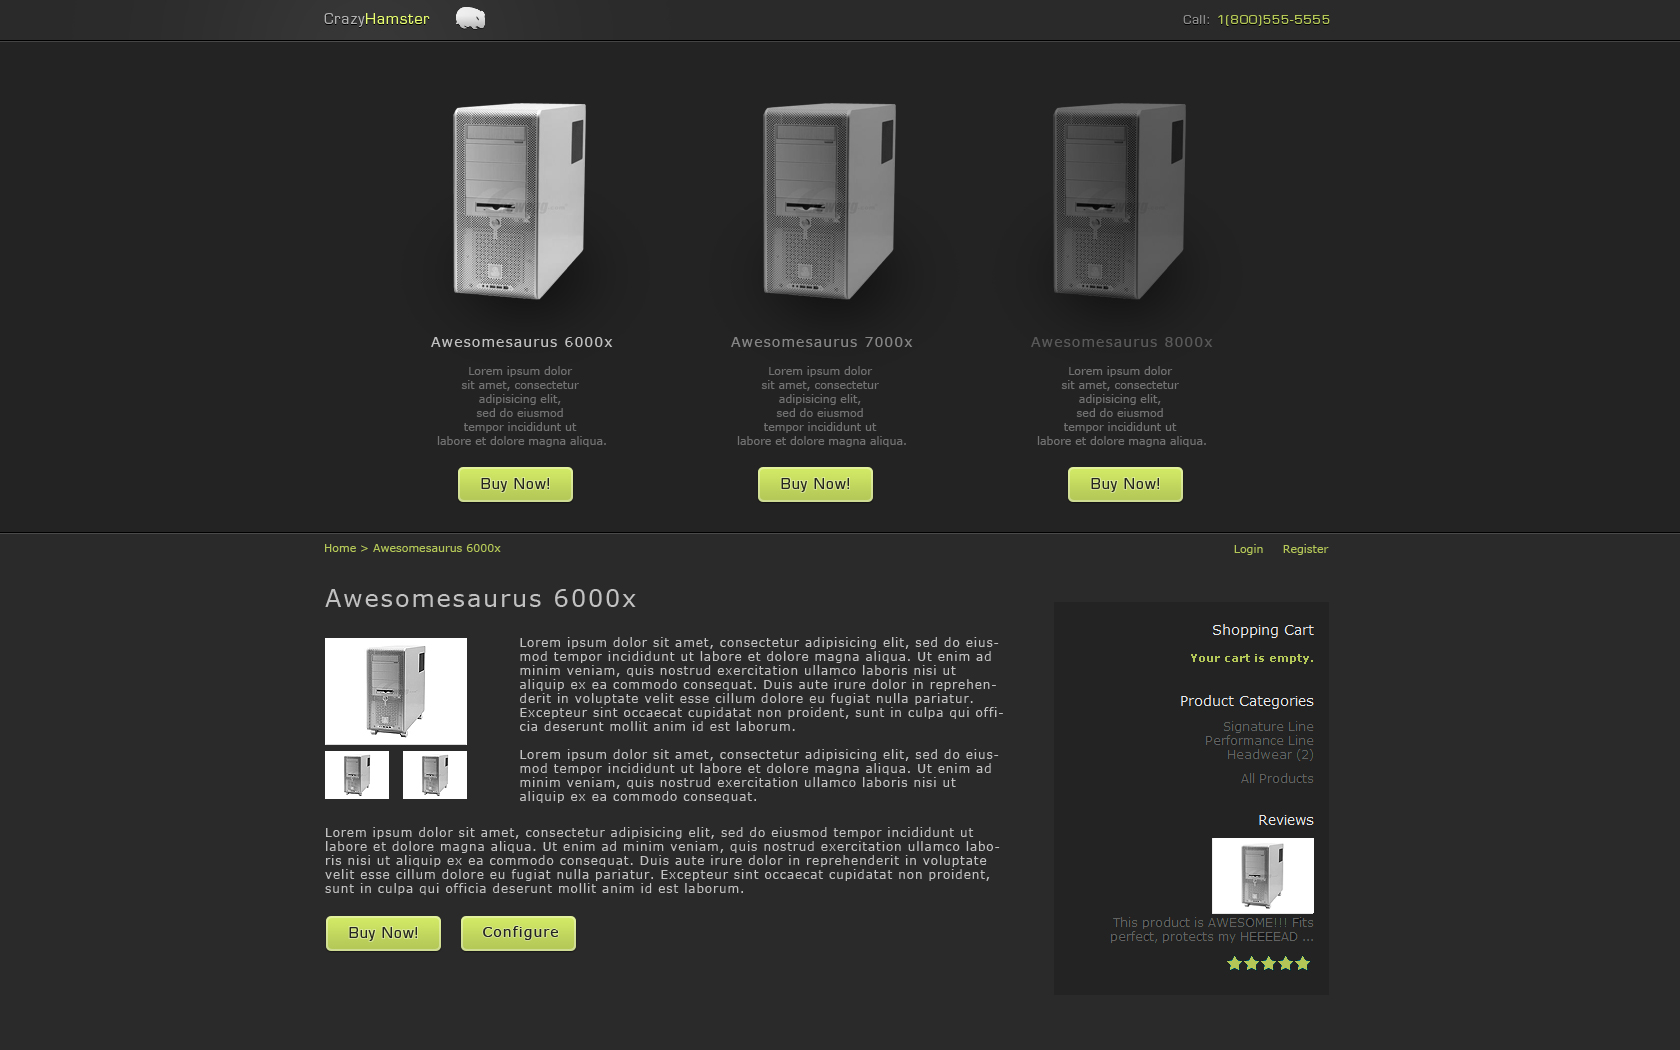 CrazyHamster
Call: 1(800)555-5555
Awesomesaurus 6000x
Lorem ipsum dolor
sit amet, consectetur
adipisicing elit,
sed do eiusmod
tempor incididunt ut
labore et dolore magna aliqua.
Buy Now!
Awesomesaurus 7000x
Lorem ipsum dolor
sit amet, consectetur
adipisicing elit,
sed do eiusmod
tempor incididunt ut
labore et dolore magna aliqua.
Buy Now!
Awesomesaurus 8000x
Lorem ipsum dolor
sit amet, consectetur
adipisicing elit,
sed do eiusmod
tempor incididunt ut
labore et dolore magna aliqua.
Buy Now!
Home > Awesomesaurus 6000x
Login Register
Awesomesaurus 6000x
Lorem ipsum dolor sit amet, consectetur adipisicing elit, sed do eius-
mod tempor incididunt ut labore et dolore magna aliqua. Ut enim ad
minim veniam, quis nostrud exercitation ullamco laboris nisi ut
aliquip ex ea commodo consequat. Duis aute irure dolor in reprehen-
derit in voluptate velit esse cillum dolore eu fugiat nulla pariatur.
Excepteur sint occaecat cupidatat non proident, sunt in culpa qui offi-
cia deserunt mollit anim id est laborum.
Lorem ipsum dolor sit amet, consectetur adipisicing elit, sed do eius-
mod tempor incididunt ut labore et dolore magna aliqua. Ut enim ad
minim veniam, quis nostrud exercitation ullamco laboris nisi ut
aliquip ex ea commodo consequat.
Lorem ipsum dolor sit amet, consectetur adipisicing elit, sed do eiusmod tempor incididunt ut
labore et dolore magna aliqua. Ut enim ad minim veniam, quis nostrud exercitation ullamco labo-
ris nisi ut aliquip ex ea commodo consequat. Duis aute irure dolor in reprehenderit in voluptate
velit esse cillum dolore eu fugiat nulla pariatur. Excepteur sint occaecat cupidatat non proident,
sunt in culpa qui officia deserunt mollit anim id est laborum.
Buy Now!
Configure
Shopping Cart
Your cart is empty.
Product Categories
Signature Line
Performance Line
Headwear (2)
All Products
Reviews
This product is AWESOME!!! Fits
perfect, protects my HEEEEAD ...